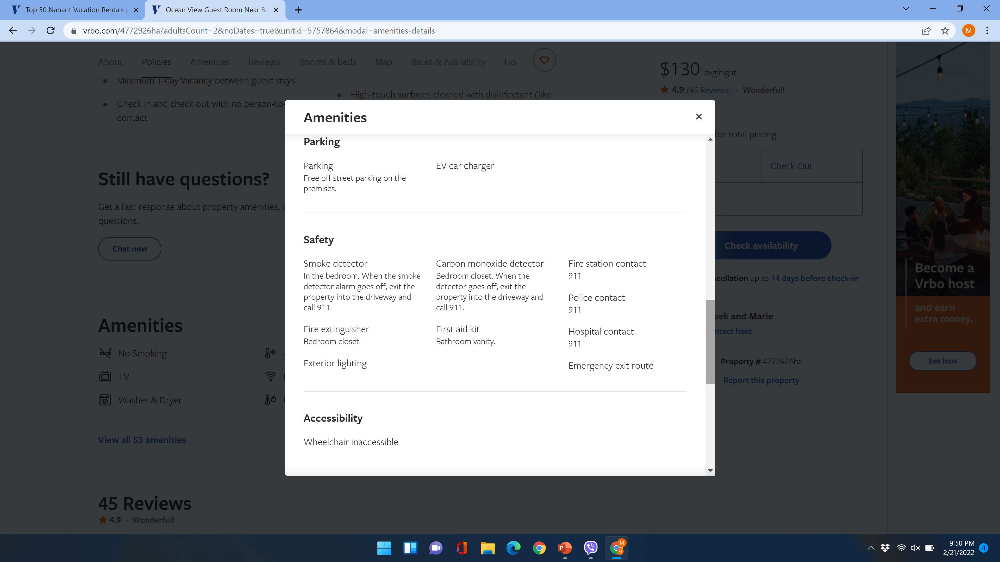 Top 50 Nahant Vacation Rentals |
Ocean View Guest Room Near Bo
vrbo.com/4772926ha?adultsCount=2&noDates=true&unitId=5757864&modal=amenities-details
M
About Policies Amenities Reviews Rooms & beds Map Rates & Availability Ho
Minimum 1-day vacancy between guest stays
Check in and check out with no person-to-
contact
High-touch surfaces cleaned with disinfectant (like
$130 avg/night
4.9 (45 Reviews) · Wonderful!
for total pricing
Check Out
Check availability
cellation up to 14 days before check-in
sek and Marie
ntact host
Property # 4772926ha
Report this property
Become a
Vrbo host
and earn
extra money.
See how
Still have questions?
Get a fast response about property amenities,
questions.
Chat now
Amenities
No Smoking
TV
Washer & Dryer
View all 53 amenities
45 Reviews
4.9 · Wonderful!
Amenities
Parking
Parking
Free off street parking on the
premises.
EV car charger
Safety
Smoke detector
In the bedroom. When the smoke
detector alarm goes off, exit the
property into the driveway and
call 911.
Fire extinguisher
Bedroom closet.
Exterior lighting
Carbon monoxide detector
Bedroom closet. When the
detector goes off, exit the
property into the driveway and
call 911.
First aid kit
Bathroom vanity.
Fire station contact
911
Police contact
911
Hospital contact
911
Emergency exit route
Accessibility
Wheelchair inaccessible
P
M
M
9:50 PM
2/21/2022
4